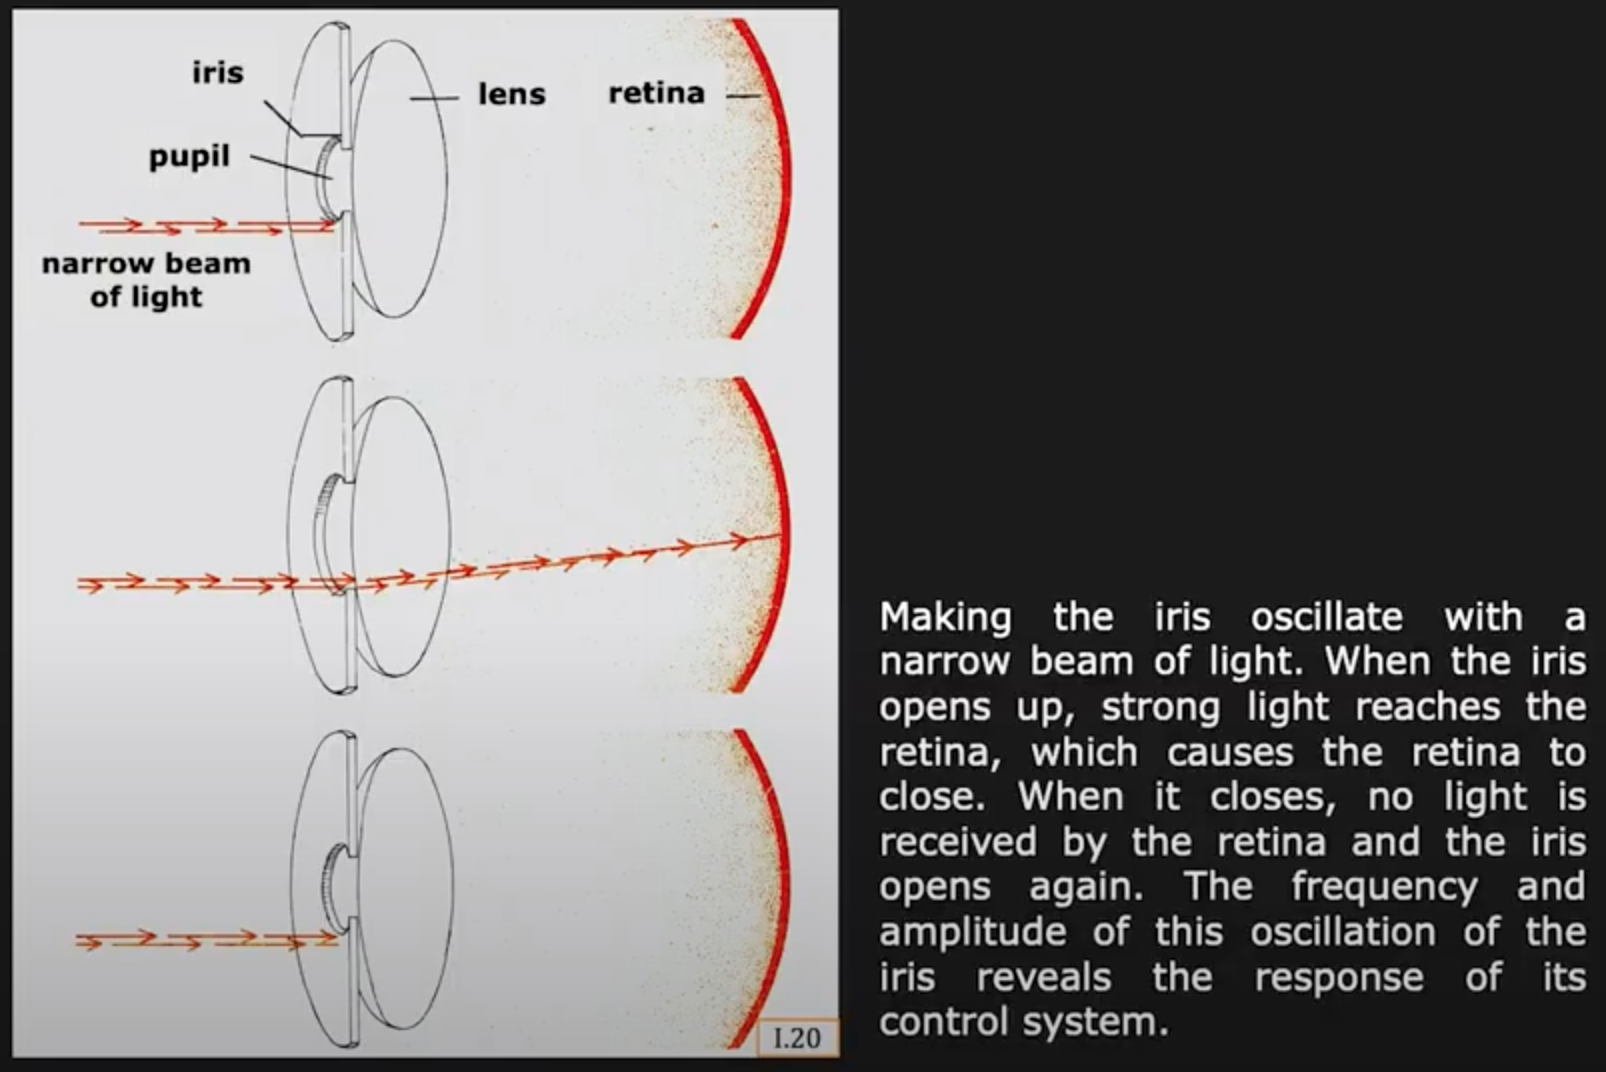 iris
lens
retina
pupil
narrow beam
of light
Making the iris oscillate with a
narrow beam of light. When the iris
opens up, strong light reaches the
retina, which causes the retina to
close. When it closes, no light is
received by the retina and the iris
opens again. The frequency and
amplitude of this oscillation of the
iris reveals the response of its
control system.
I.20